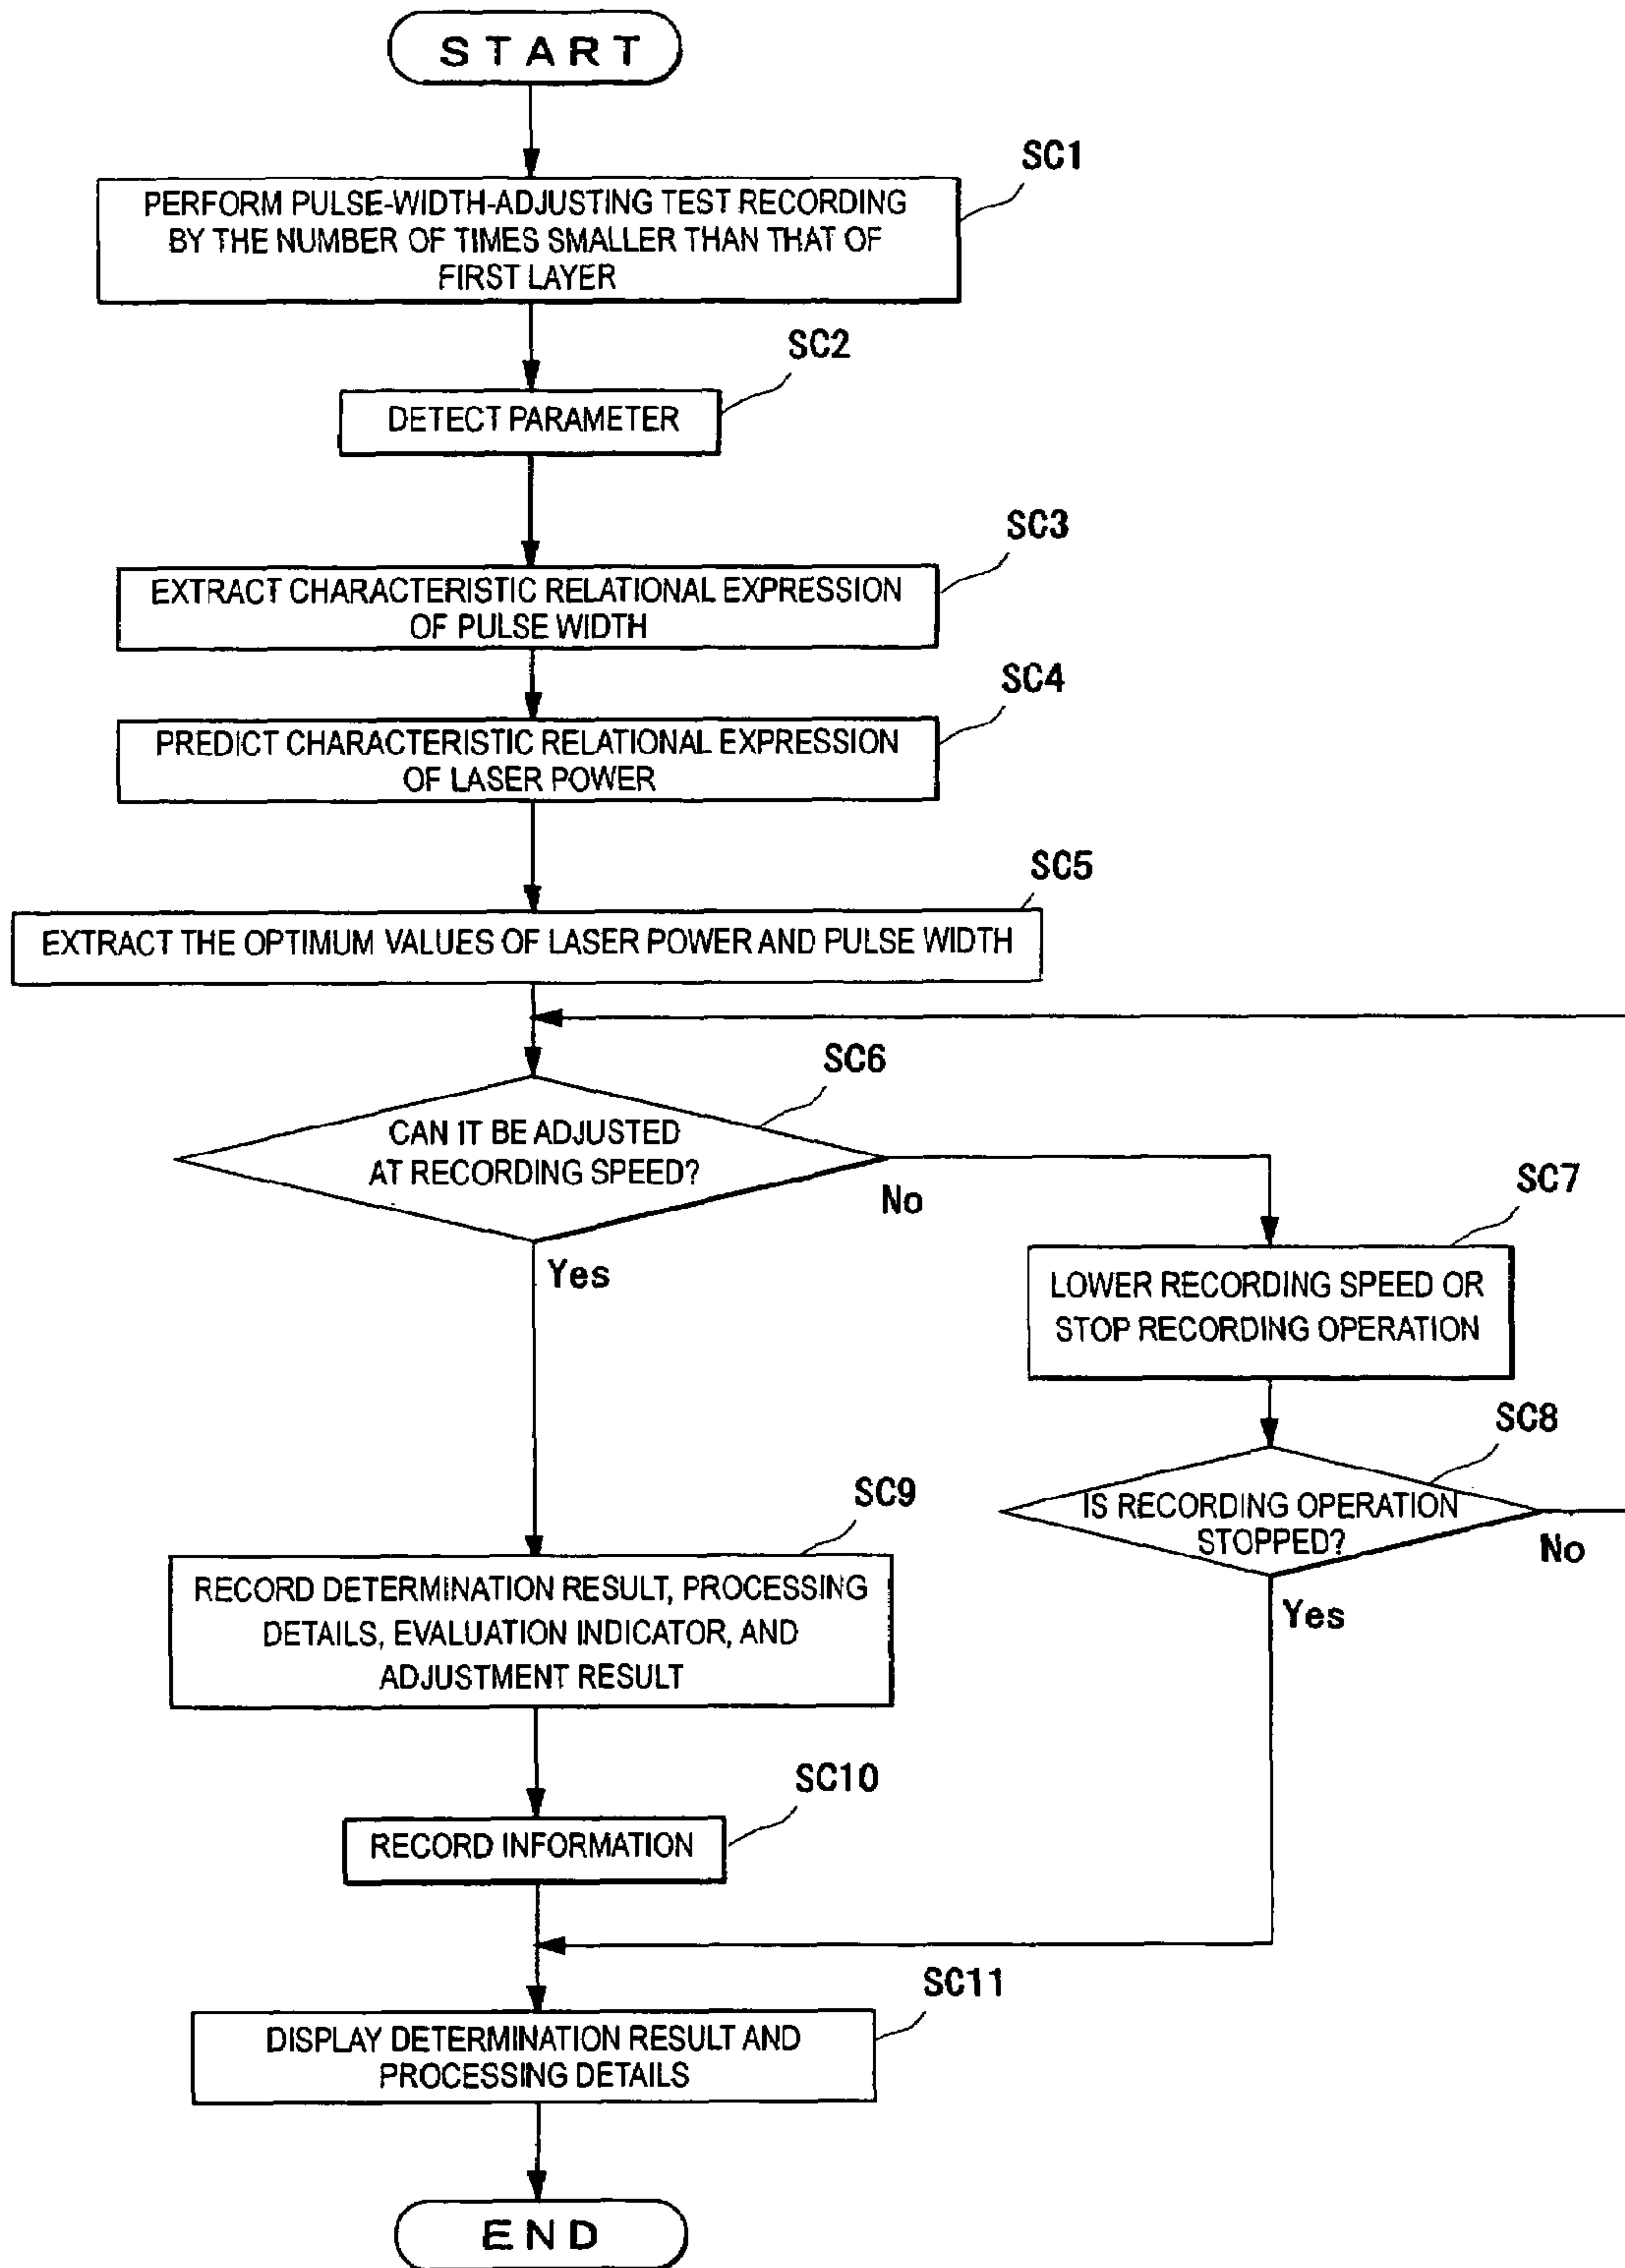 START
SC1
PERFORM PULSE-WIDTH-ADJUSTING TEST RECORDING
BY THE NUMBER OF TIMES SMALLER THAN THAT OF
FIRST LAYER
SC2
DETECT PARAMETER
SC3
EXTRACT CHARACTERISTIC RELATIONAL EXPRESSION
OF PULSE WIDTH
SC4
PREDICT CHARACTERISTIC RELATIONAL EXPRESSION
OF LASER POWER
SC5
EXTRACT THE OPTIMUM VALUES OF LASER POWER AND PULSE WIDTH
SC6
CAN IT BE ADJUSTED
AT RECORDING SPEED?
No
Yes
SC7
LOWER RECORDING SPEED OR
STOP RECORDING OPERATION
SC8
IS RECORDING OPERATION
STOPPED?
No
Yes
SC9
RECORD DETERMINATION RESULT, PROCESSING
DETAILS, EVALUATION INDICATOR, AND
ADJUSTMENT RESULT
SC10
RECORD INFORMATION
SC11
DISPLAY DETERMINATION RESULT AND
PROCESSING DETAILS
END